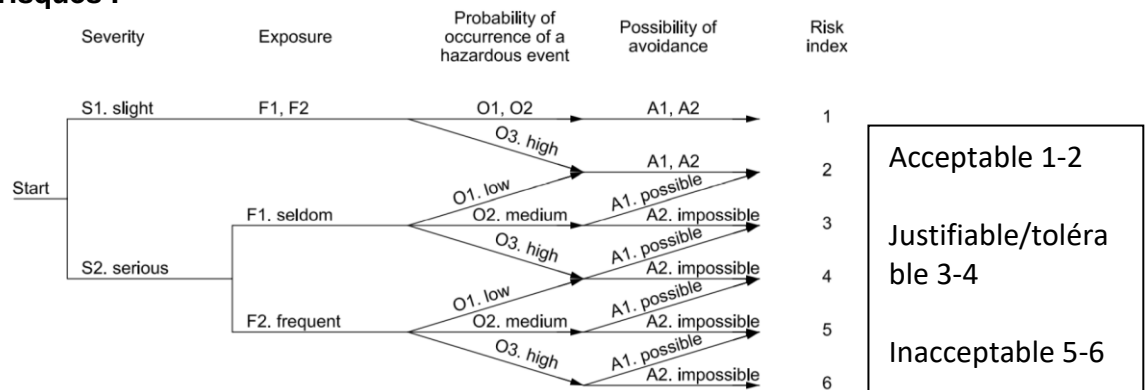 risques :
Severity
Exposure
Probability of
occurrence of a
hazardous event
Possibility of
avoidance
Risk
index
S1. slight
F1, F2
O1, O2
A1, A2
1
O3. high
A1, A2
2
Start
O1. low
A1. possible
F1. seldom
O2. medium
A2. impossible
3
O3. high
A1. possible
S2. serious
A2. impossible
4
O1. low
A1. possible
F2. frequent
O2. medium
A2. impossible
5
O3. high
A1. possible
A2. impossible
6
Acceptable 1-2
Justifiable/toléra
ble 3-4
Inacceptable 5-6